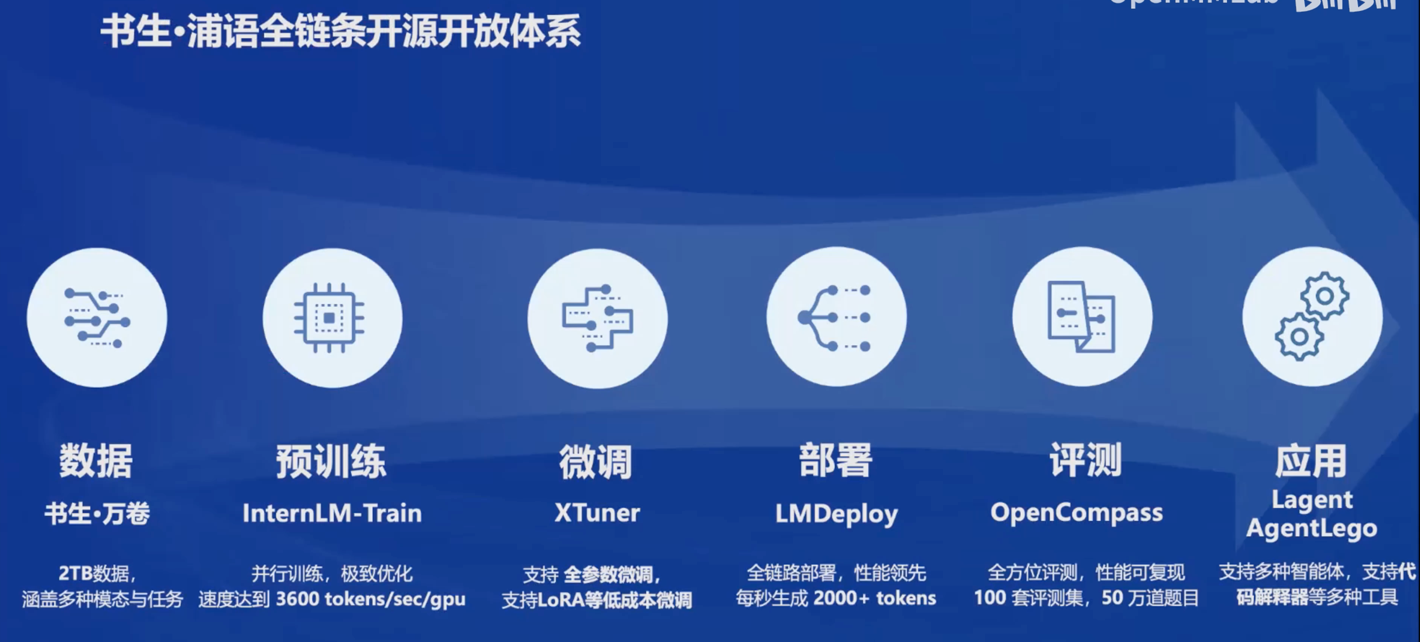 书生·浦语全链条开源开放体系
数据
书生·万卷
2TB数据，
涵盖多种模态与任务
预训练
InternLM-Train
并行训练，极致优化
速度达到 3600 tokens/sec/gpu
微调
XTuner
支持 全参数微调，
支持LoRA等低成本微调
部署
LMDeploy
全链路部署，性能领先
每秒生成 2000+ tokens
评测
OpenCompass
全方位评测，性能可复现
100 套评测集，50 万道题目
应用
Lagent
AgentLego
支持多种智能体，支持代
码解释器等多种工具